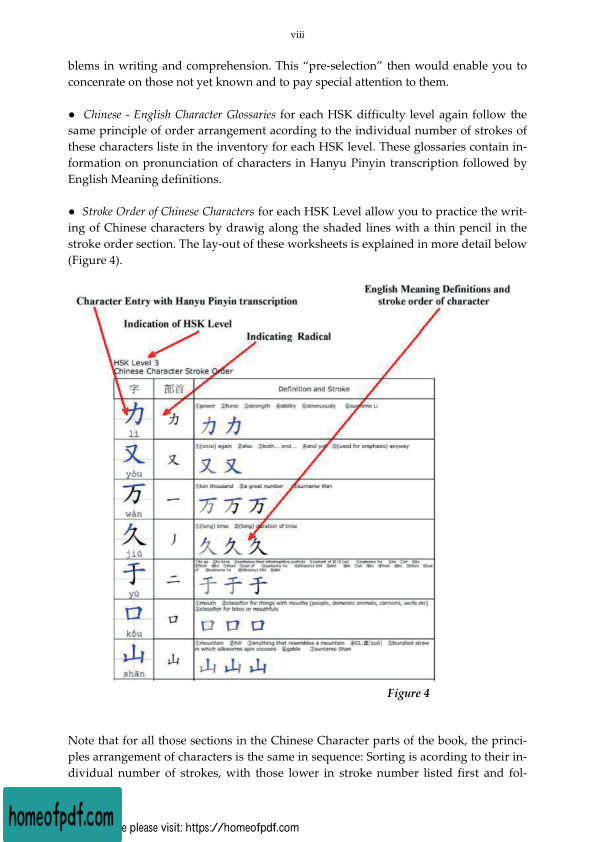 viii
blems in writing and comprehension. This “pre-selection” then would enable you to
concenrate on those not yet known and to pay special attention to them.
● Chinese - English Character Glossaries for each HSK difficulty level again follow the
same principle of order arrangement acording to the individual number of strokes of
these characters liste in the inventory for each HSK level. These glossaries contain in-
formation on pronunciation of characters in Hanyu Pinyin transcription followed by
English Meaning definitions.
● Stroke Order of Chinese Characters for each HSK Level allow you to practice the writ-
ing of Chinese characters by drawig along the shaded lines with a thin pencil in the
stroke order section. The lay-out of these worksheets is explained in more detail below
(Figure 4).
English Meaning Definitions and
stroke order of character
Character Entry with Hanyu Pinyin transcription
Indication of HSK Level
Indicating Radical
HSK Level 3
Chinese Character Stroke Order
字 部首 Definition and Stroke
力 力 ①power ②force ③strength ④ability ⑤strenuously ⑥surname Li
力 力
lì
又 又 ①(once) again ②also ③both... and... ④and yet ⑤(used for emphasis) anyway
又 又
yòu
万 一 ①ten thousand ②a great number ③surname Wan
万 万 万
wàn
久 丿 ①(long) time ②(long) duration of time
久 久 久
jiǔ
于 二
于 于 于
yú
口 口 ①mouth ②classifier for things with mouths (people, domestic animals, cannons, wells etc)
③classifier for bites or mouthfuls
口 口 口
kǒu
山 山 ①mountain ②hill ③anything that resembles a mountain ④CL:座[zuò] ⑤bundled straw
in which silkworms spin cocoons ⑥gable ⑦surname Shan
山 山 山
shān
Figure 4
Note that for all those sections in the Chinese Character parts of the book, the princi-
ples arrangement of characters is the same in sequence: Sorting is acording to their in-
dividual number of strokes, with those lower in stroke number listed first and fol-
homeofpdf.com
e please visit: https://homeofpdf.com